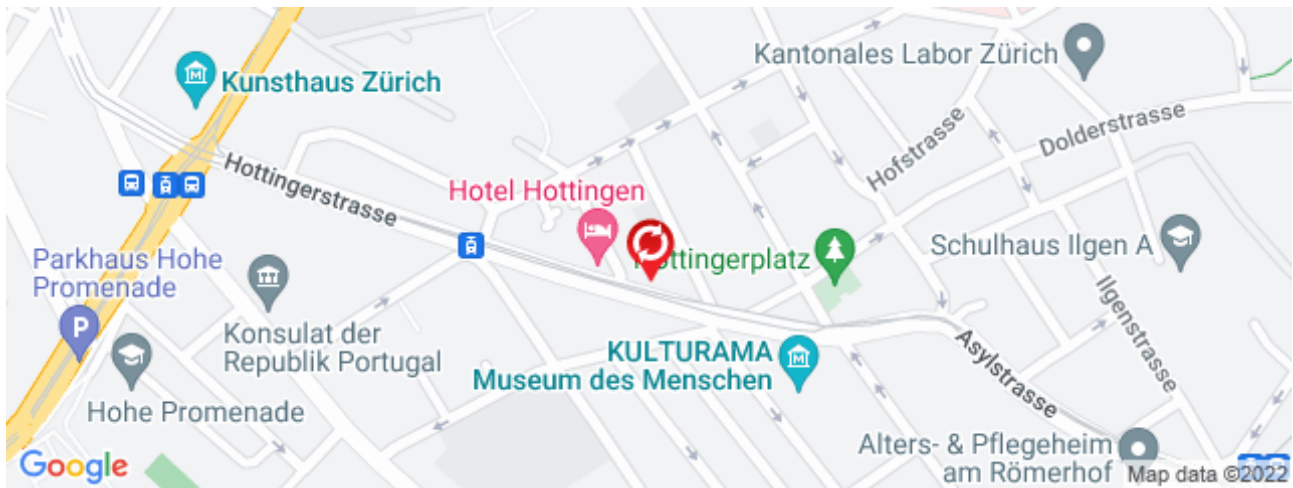 Kunsthaus Zürich
Kantonales Labor Zürich
Hofstrasse
Dolderstrasse
Hottingerstrasse
Hotel Hottingen
Schulhaus Ilgen A
Parkhaus Hohe
Promenade
P
Hottingerplatz
Ilgenstrasse
Konsulat der
Republik Portugal
KULTURAMA
Museum des Menschen
Asylstrasse
Hohe Promenade
Alters- & Pflegeheim
am Römerhof
Google
Map data ©2022